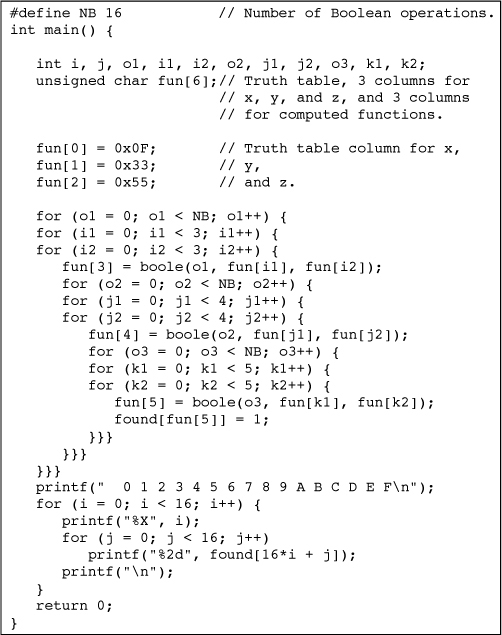 #define NB 16            // Number of Boolean operations.
int main() {
   int i, j, o1, i1, i2, o2, j1, j2, o3, k1, k2;
   unsigned char fun[6];// Truth table, 3 columns for
                        // x, y, and z, and 3 columns
                        // for computed functions.
   fun[0] = 0x0F;       // Truth table column for x,
   fun[1] = 0x33;       // y,
   fun[2] = 0x55;       // and z.
   for (o1 = 0; o1 < NB; o1++) {
   for (i1 = 0; i1 < 3; i1++) {
   for (i2 = 0; i2 < 3; i2++) {
      fun[3] = boole(o1, fun[i1], fun[i2]);
      for (o2 = 0; o2 < NB; o2++) {
      for (j1 = 0; j1 < 4; j1++) {
      for (j2 = 0; j2 < 4; j2++) {
         fun[4] = boole(o2, fun[j1], fun[j2]);
         for (o3 = 0; o3 < NB; o3++) {
         for (k1 = 0; k1 < 5; k1++) {
         for (k2 = 0; k2 < 5; k2++) {
            fun[5] = boole(o3, fun[k1], fun[k2]);
            found[fun[5]] = 1;
         }}}
      }}}
   }}}
   printf("  0 1 2 3 4 5 6 7 8 9 A B C D E F\n");
   for (i = 0; i < 16; i++) {
      printf("%X", i);
      for (j = 0; j < 16; j++)
         printf("%2d", found[16*i + j]);
      printf("\n");
   }
   return 0;
}